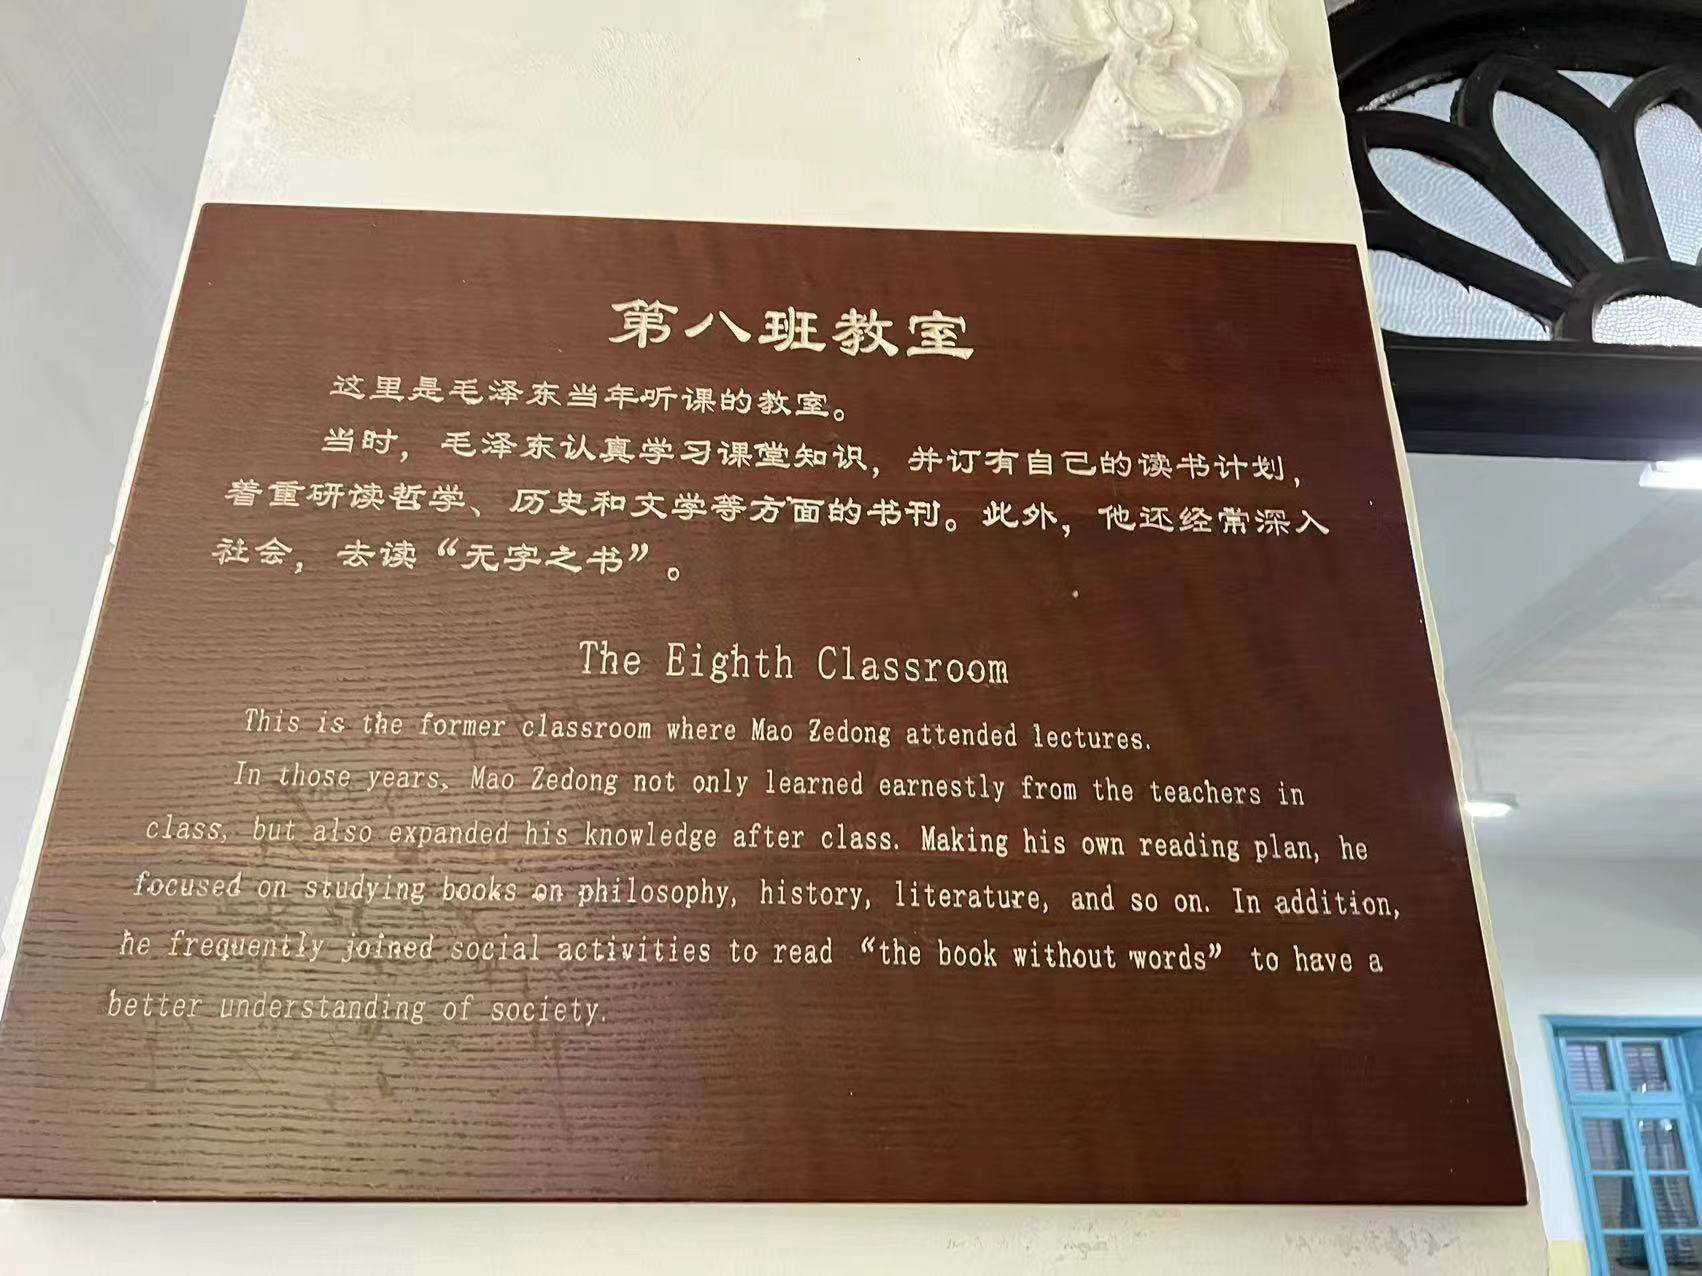 第八班教室
这里是毛泽东当年听课的教室。
当时，毛泽东认真学习课堂知识，并订有自己的读书计划，
着重研读哲学、历史和文学等方面的书刊。此外，他还经常深入
社会，去读“无字之书”。
The Eighth Classroom
This is the former classroom where Mao Zedong attended lectures.
In those years, Mao Zedong not only learned earnestly from the teachers in
class, but also expanded his knowledge after class. Making his own reading plan, he
focused on studying books on philosophy, history, literature, and so on. In addition,
he frequently joined social activities to read “the book without words” to have a
better understanding of society.